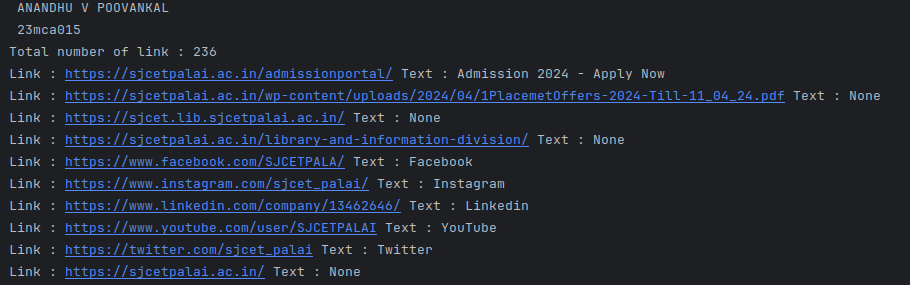 ANANDHU V POOVANKAL
23mca015
Total number of link : 236
Link : https://sjcetpalai.ac.in/admissionportal/ Text : Admission 2024 - Apply Now
Link : https://sjcetpalai.ac.in/wp-content/uploads/2024/04/1PlacemetOffers-2024-Till-11_04_24.pdf Text : None
Link : https://sjcet.lib.sjcetpalai.ac.in/ Text : None
Link : https://sjcetpalai.ac.in/library-and-information-division/ Text : None
Link : https://www.facebook.com/SJCETPALA/ Text : Facebook
Link : https://www.instagram.com/sjcet_palai/ Text : Instagram
Link : https://www.linkedin.com/company/13462646/ Text : Linkedin
Link : https://www.youtube.com/user/SJCETPALAI Text : YouTube
Link : https://twitter.com/sjcet_palai Text : Twitter
Link : https://sjcetpalai.ac.in/ Text : None